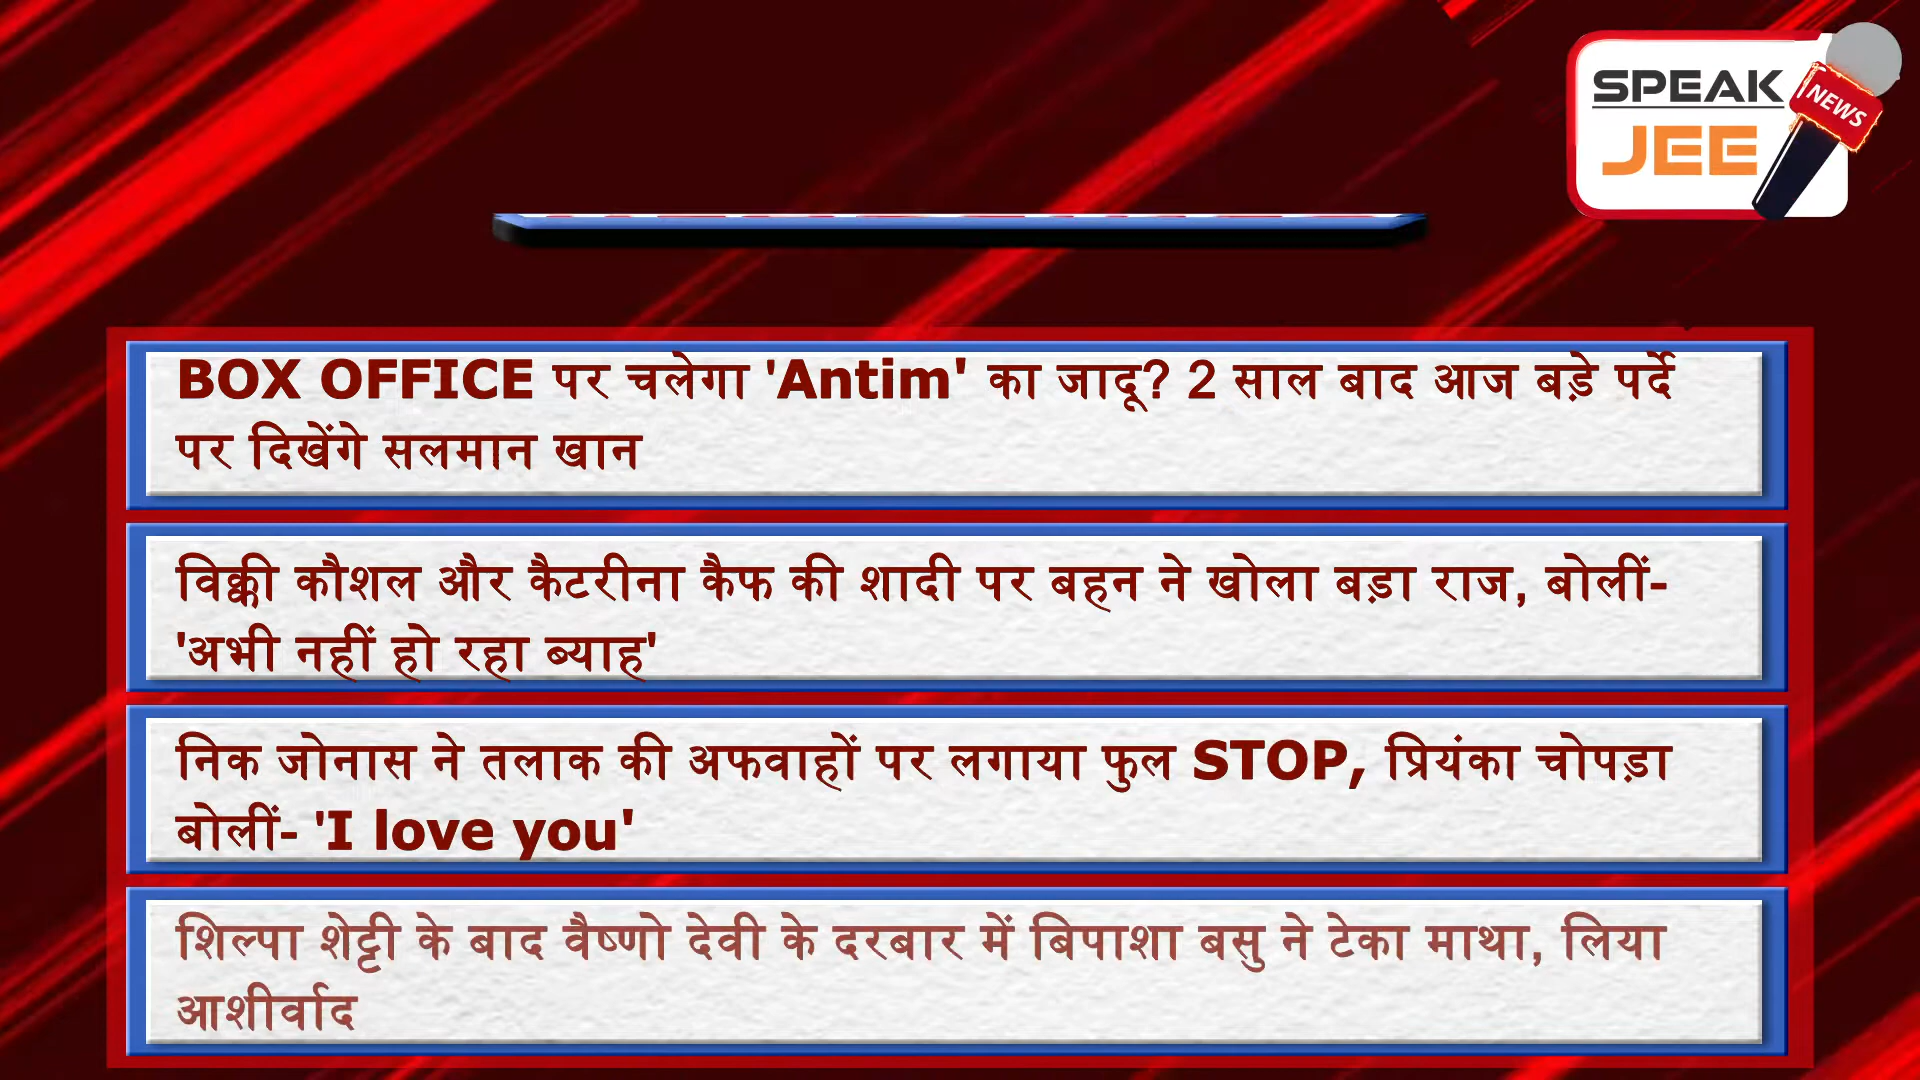 SPEAK
JEE
NEWS
BOX OFFICE पर चलेगा 'Antim' का जादू? 2 साल बाद आज बड़े पर्दे
पर दिखेंगे सलमान खान
विक्की कौशल और कैटरीना कैफ की शादी पर बहन ने खोला बड़ा राज, बोलीं-
'अभी नहीं हो रहा ब्याह'
निक जोनास ने तलाक की अफवाहों पर लगाया फुल STOP, प्रियंका चोपड़ा
बोलीं- 'I love you'
शिल्पा शेट्टी के बाद वैष्णो देवी के दरबार में बिपाशा बसु ने टेका माथा, लिया
आशीर्वाद